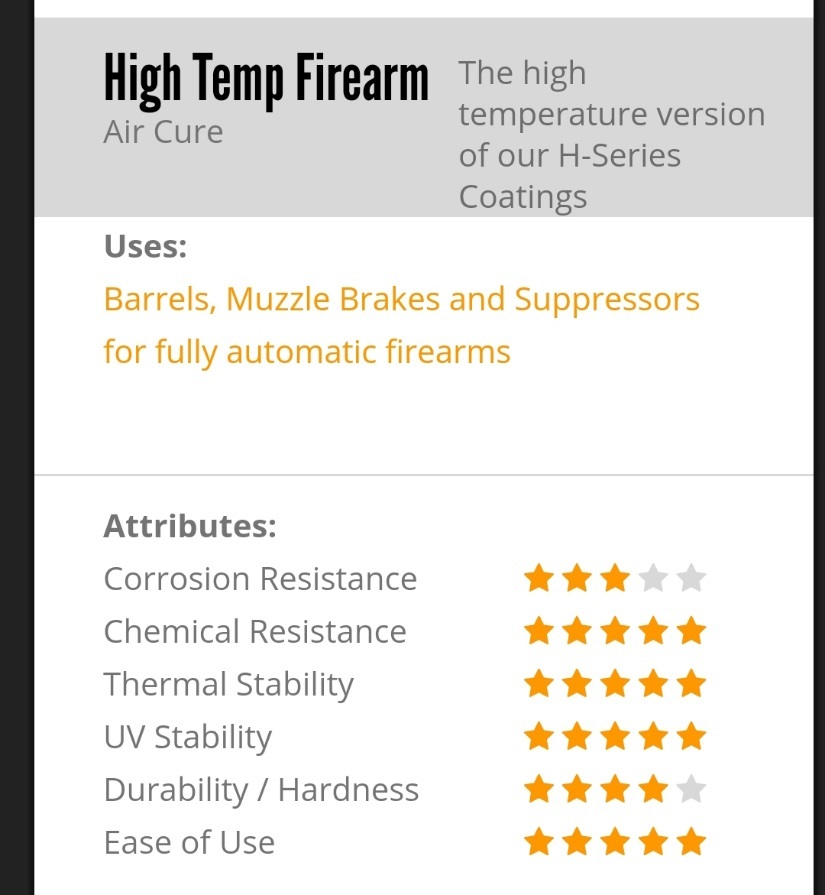 High Temp Firearm
Air Cure
The high
temperature version
of our H-Series
Coatings
Uses:
Barrels, Muzzle Brakes and Suppressors
for fully automatic firearms
Attributes:
Corrosion Resistance
Chemical Resistance
Thermal Stability
UV Stability
Durability / Hardness
Ease of Use